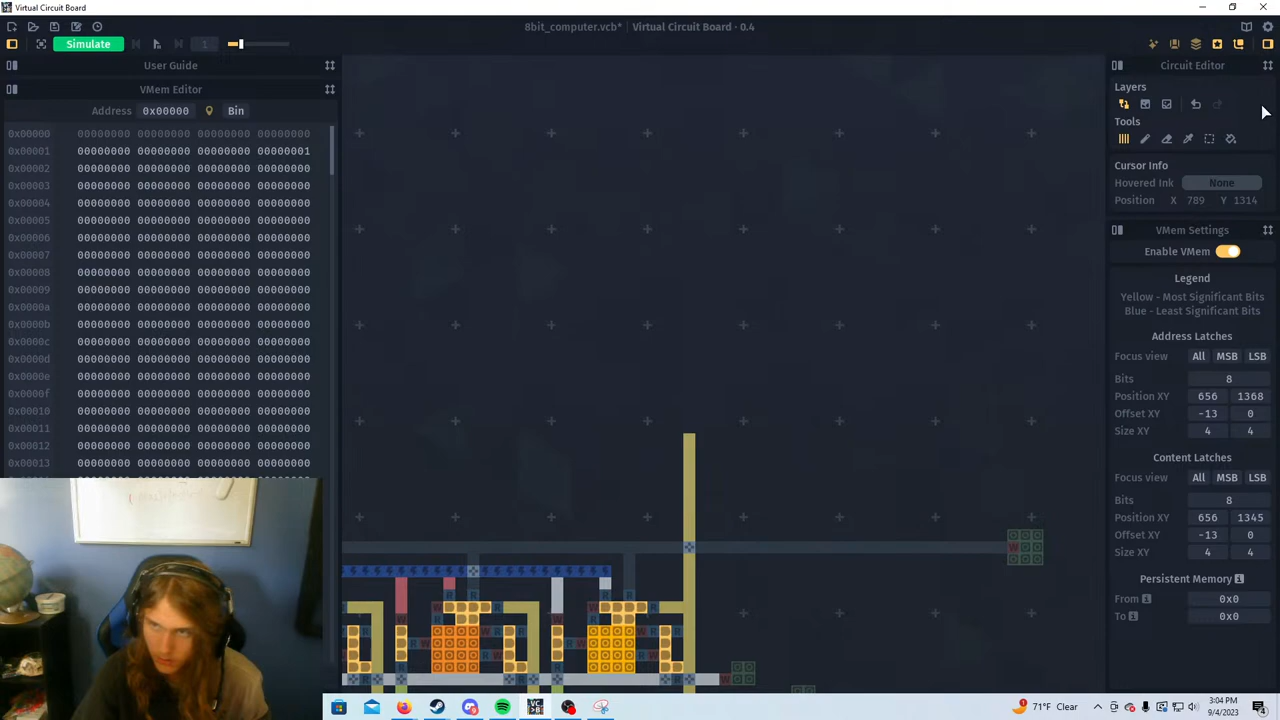 Virtual Circuit Board
8bit_computer.vcb* | Virtual Circuit Board - 0.4
Simulate 1
User Guide
VMem Editor
Address 0x00000 Bin
0x00000 00000000 00000000 00000000 00000000
0x00001 00000000 00000000 00000000 00000001
0x00002 00000000 00000000 00000000 00000000
0x00003 00000000 00000000 00000000 00000000
0x00004 00000000 00000000 00000000 00000000
0x00005 00000000 00000000 00000000 00000000
0x00006 00000000 00000000 00000000 00000000
0x00007 00000000 00000000 00000000 00000000
0x00008 00000000 00000000 00000000 00000000
0x00009 00000000 00000000 00000000 00000000
0x0000a 00000000 00000000 00000000 00000000
0x0000b 00000000 00000000 00000000 00000000
0x0000c 00000000 00000000 00000000 00000000
0x0000d 00000000 00000000 00000000 00000000
0x0000e 00000000 00000000 00000000 00000000
0x0000f 00000000 00000000 00000000 00000000
0x00010 00000000 00000000 00000000 00000000
0x00011 00000000 00000000 00000000 00000000
0x00012 00000000 00000000 00000000 00000000
0x00013 00000000 00000000 00000000 00000000
Circuit Editor
Layers
Tools
Cursor Info
Hovered Ink None
Position X 789 Y 1314
VMem Settings
Enable VMem
Legend
Yellow - Most Significant Bits
Blue - Least Significant Bits
Address Latches
Focus view All MSB LSB
Bits 8
Position XY 656 1368
Offset XY -13 0
Size XY 4 4
Content Latches
Focus view All MSB LSB
Bits 8
Position XY 656 1345
Offset XY -13 0
Size XY 4 4
Persistent Memory
From 0x0
To 0x0
71°F Clear
3:04 PM
9/4/2023